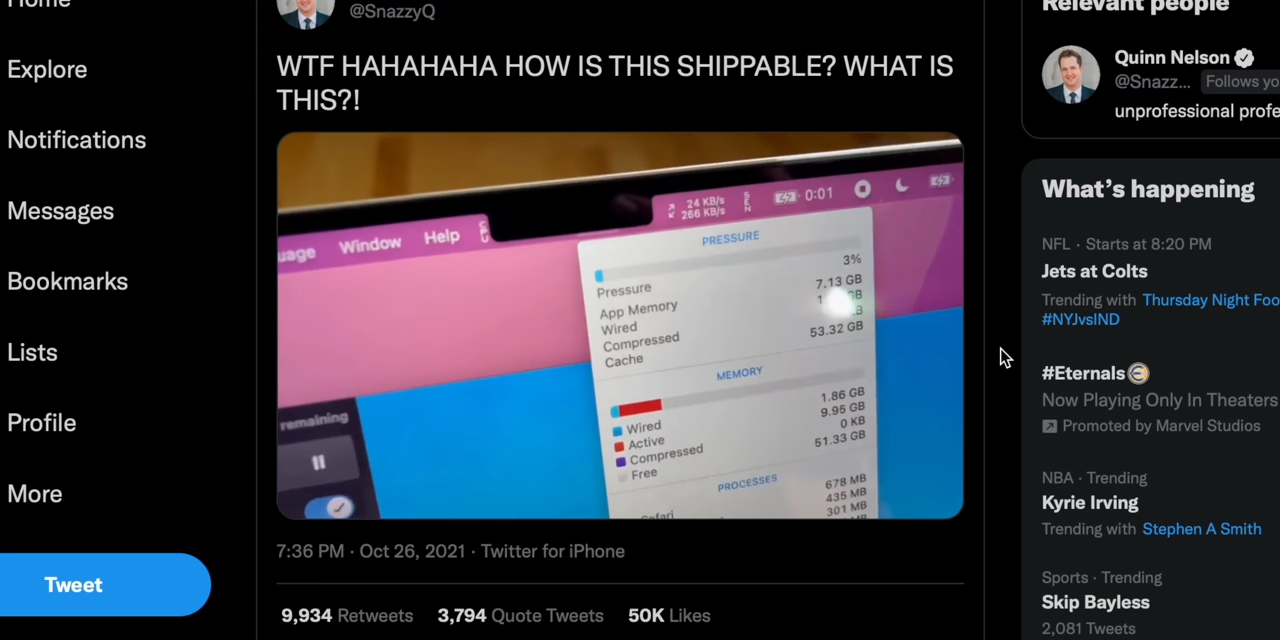 Home
Explore
Notifications
Messages
Bookmarks
Lists
Profile
More
Tweet
@SnazzyQ
WTF HAHAHAHA HOW IS THIS SHIPPABLE? WHAT IS
THIS?!
uage Window Help CPU
24 KB/s
266 KB/s
SEN
0:01
PRESSURE
3%
Pressure
7.13 GB
App Memory
Wired
Compressed
53.32 GB
Cache
MEMORY
1.86 GB
Wired
9.95 GB
Active
0 KB
Compressed
51.33 GB
Free
PROCESSES
678 MB
435 MB
301 MB
Safari
remaining
7:36 PM · Oct 26, 2021 · Twitter for iPhone
9,934 Retweets 3,794 Quote Tweets 50K Likes
Relevant people
Quinn Nelson
@Snazz... Follows yo
unprofessional profe
What's happening
NFL · Starts at 8:20 PM
Jets at Colts
Trending with Thursday Night Foo
#NYJvsIND
#Eternals
Now Playing Only In Theaters
Promoted by Marvel Studios
NBA · Trending
Kyrie Irving
Trending with Stephen A Smith
Sports · Trending
Skip Bayless
2,081 Tweets